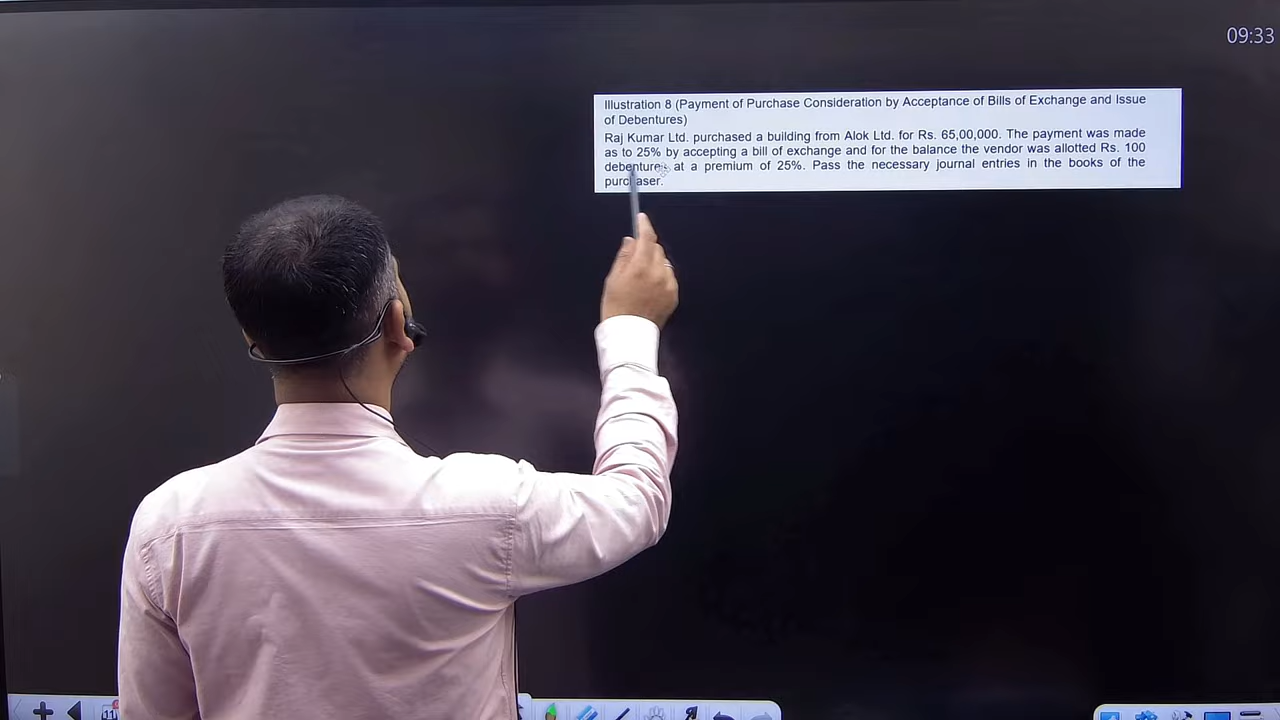 09:33
Illustration 8 (Payment of Purchase Consideration by Acceptance of Bills of Exchange and Issue
of Debentures)
Raj Kumar Ltd. purchased a building from Alok Ltd. for Rs. 65,00,000. The payment was made
as to 25% by accepting a bill of exchange and for the balance the vendor was allotted Rs. 100
debentures at a premium of 25%. Pass the necessary journal entries in the books of the
purchaser.